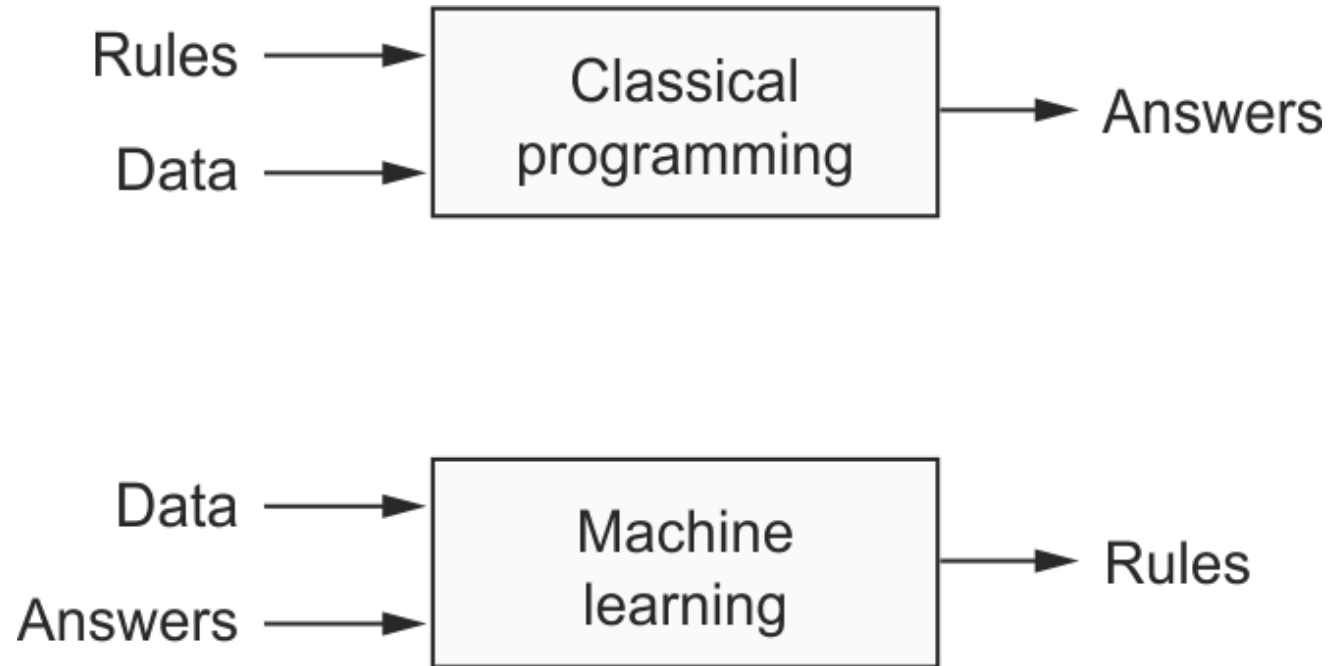 Rules
Data
Classical
programming
Answers
Data
Answers
Machine
learning
Rules